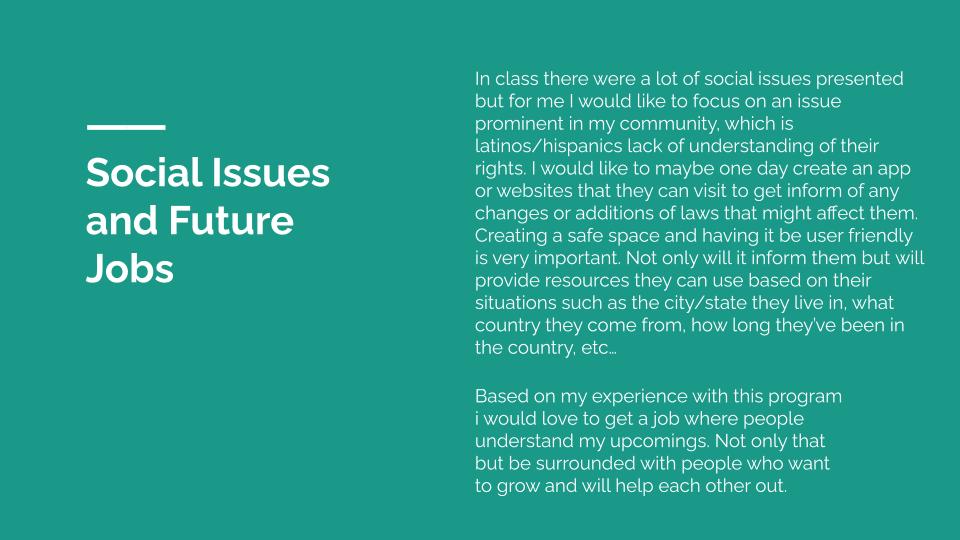 Social Issues
and Future
Jobs
In class there were a lot of social issues presented
but for me I would like to focus on an issue
prominent in my community, which is
latinos/hispanics lack of understanding of their
rights. I would like to maybe one day create an app
or websites that they can visit to get inform of any
changes or additions of laws that might affect them.
Creating a safe space and having it be user friendly
is very important. Not only will it inform them but will
provide resources they can use based on their
situations such as the city/state they live in, what
country they come from, how long they've been in
the country, etc…
Based on my experience with this program
i would love to get a job where people
understand my upcomings. Not only that
but be surrounded with people who want
to grow and will help each other out.